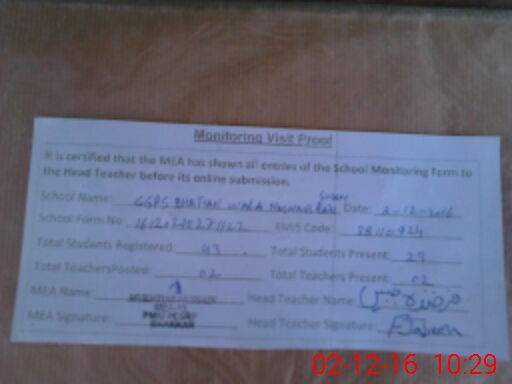 Monitoring Visit Proof
It is certified that the MEA has shown all entries of the School Monitoring Form to
the Head Teacher before its online submission.
School Name: GGPS BHATIAN WALA Date: 2-12-2016
School Form No EMIS Code:
Total Students Registered: 43 Total Students Present: 29
Total TeachersPosted: 02 Total Teachers Present: 02
MEA Name: Head Teacher Name:
MEA Signature: BHAKKAR Head Teacher Signature:
02-12-16 10:29